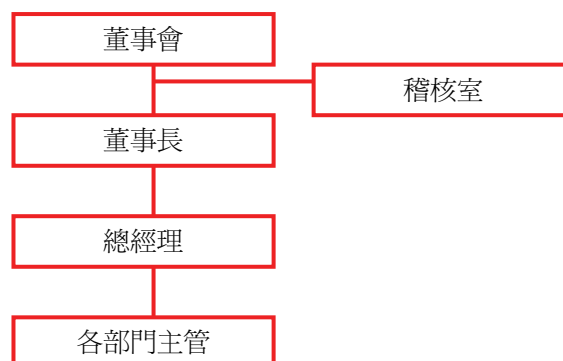 董事會
稽核室
董事長
總經理
各部門主管